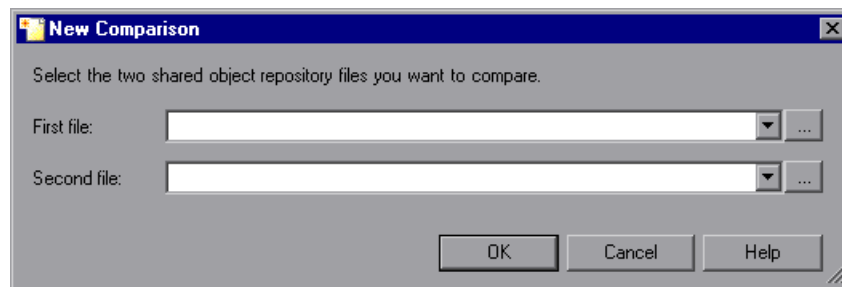 New Comparison
Select the two shared object repository files you want to compare.
First file:
...
Second file:
...
OK Cancel Help